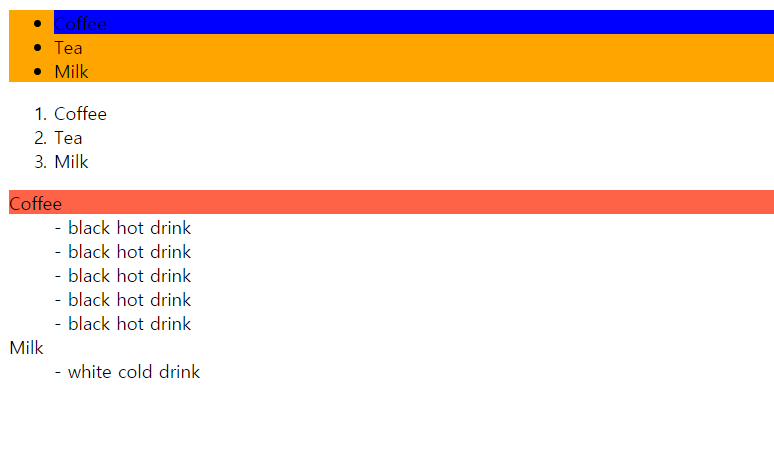 • Coffee
• Tea
• Milk
1. Coffee
2. Tea
3. Milk
Coffee
- black hot drink
- black hot drink
- black hot drink
- black hot drink
- black hot drink
Milk
- white cold drink